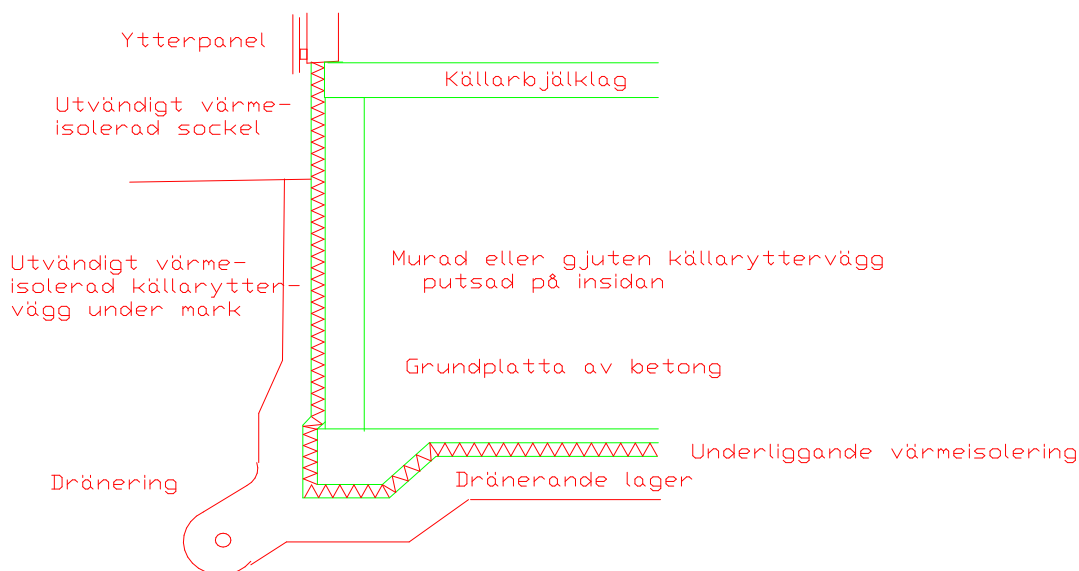 Ytterpanel
Källarbjälklag
Utvändigt värme-
isolerad sockel
Utvändigt värme-
isolerad källarytter-
vägg under mark
Murad eller gjuten källaryttervägg
putsad på insidan
Grundplatta av betong
Underliggande värmeisolering
Dränerande lager
Dränering